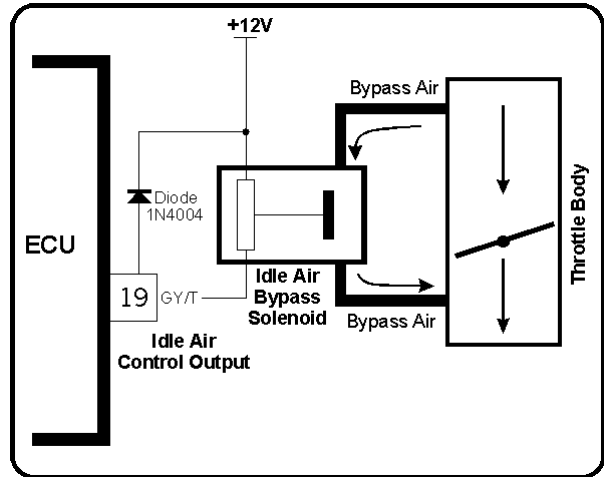 +12V
Bypass Air
Diode
1N4004
ECU
Throttle Body
19
GY/T
Idle Air
Bypass
Solenoid
Bypass Air
Idle Air
Control Output